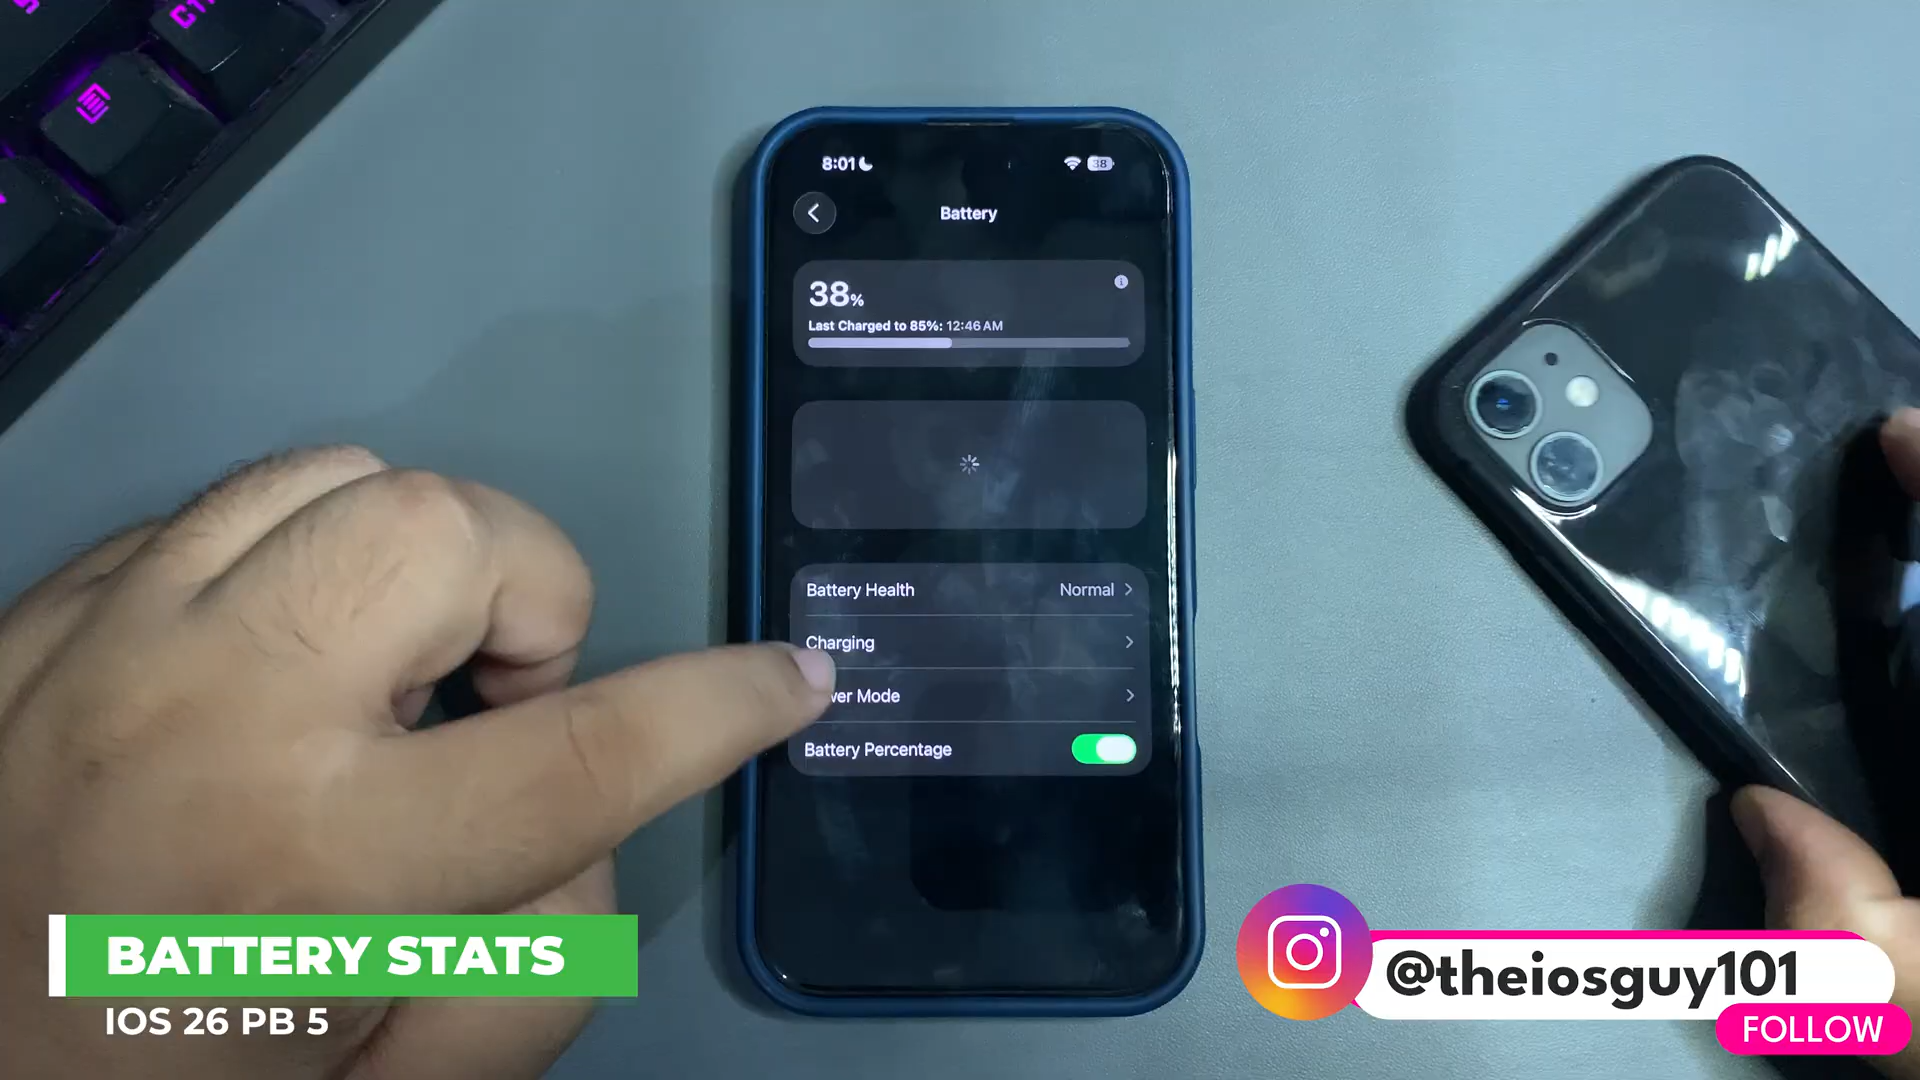 8:01
38
Battery
38%
Last Charged to 85%: 12:46 AM
Battery Health Normal
Charging
wer Mode
Battery Percentage
BATTERY STATS
IOS 26 PB 5
@theiosguy101
FOLLOW